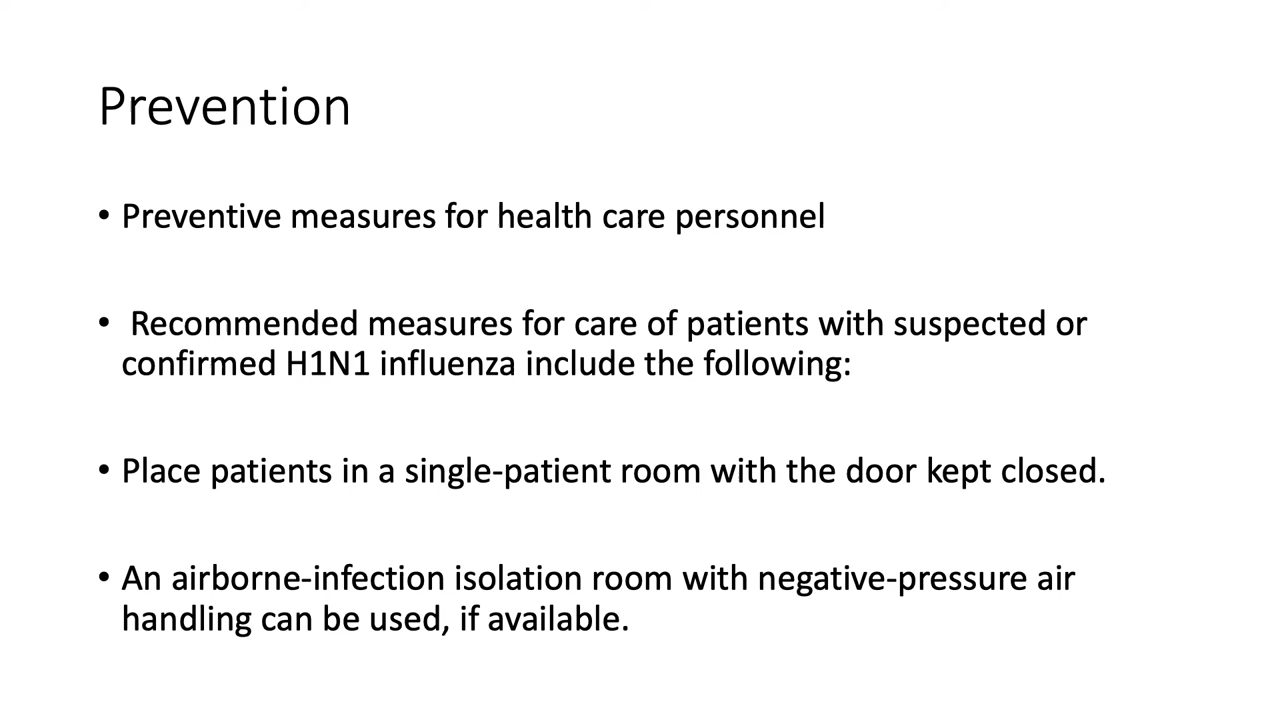 Prevention
• Preventive measures for health care personnel
• Recommended measures for care of patients with suspected or
confirmed H1N1 influenza include the following:
• Place patients in a single-patient room with the door kept closed.
• An airborne-infection isolation room with negative-pressure air
handling can be used, if available.